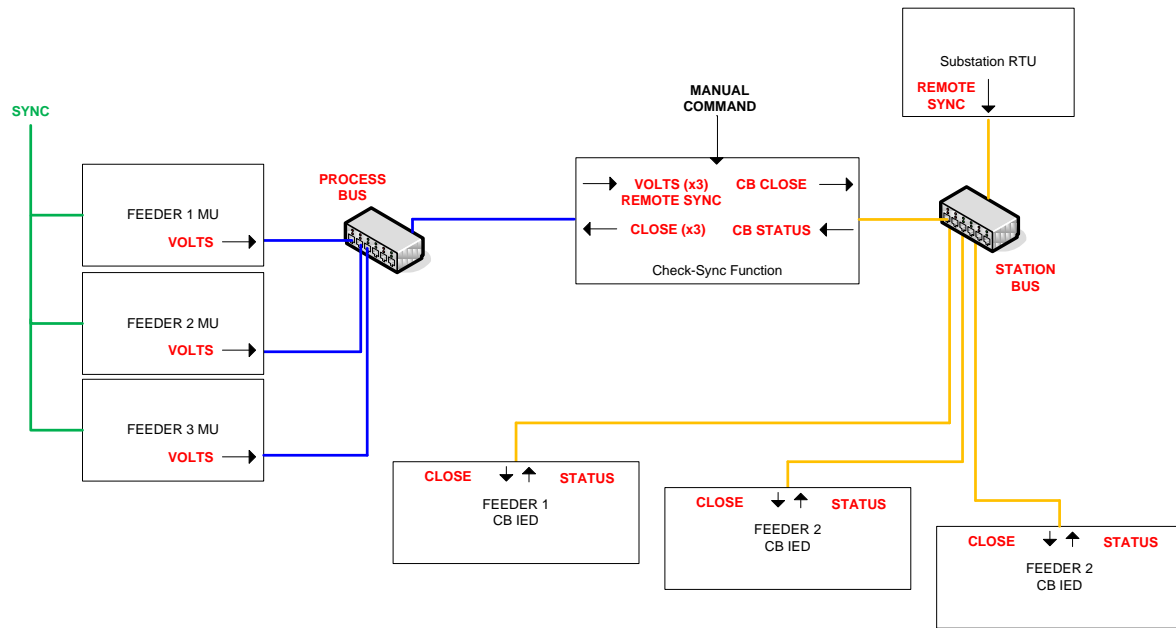 Substation RTU
REMOTE
SYNC
MANUAL
COMMAND
SYNC
PROCESS
BUS
FEEDER 1 MU
VOLTS
FEEDER 2 MU
VOLTS
FEEDER 3 MU
VOLTS
VOLTS (x3) CB CLOSE
REMOTE SYNC
CLOSE (x3) CB STATUS
Check-Sync Function
STATION
BUS
CLOSE STATUS
FEEDER 1
CB IED
CLOSE STATUS
FEEDER 2
CB IED
CLOSE STATUS
FEEDER 2
CB IED